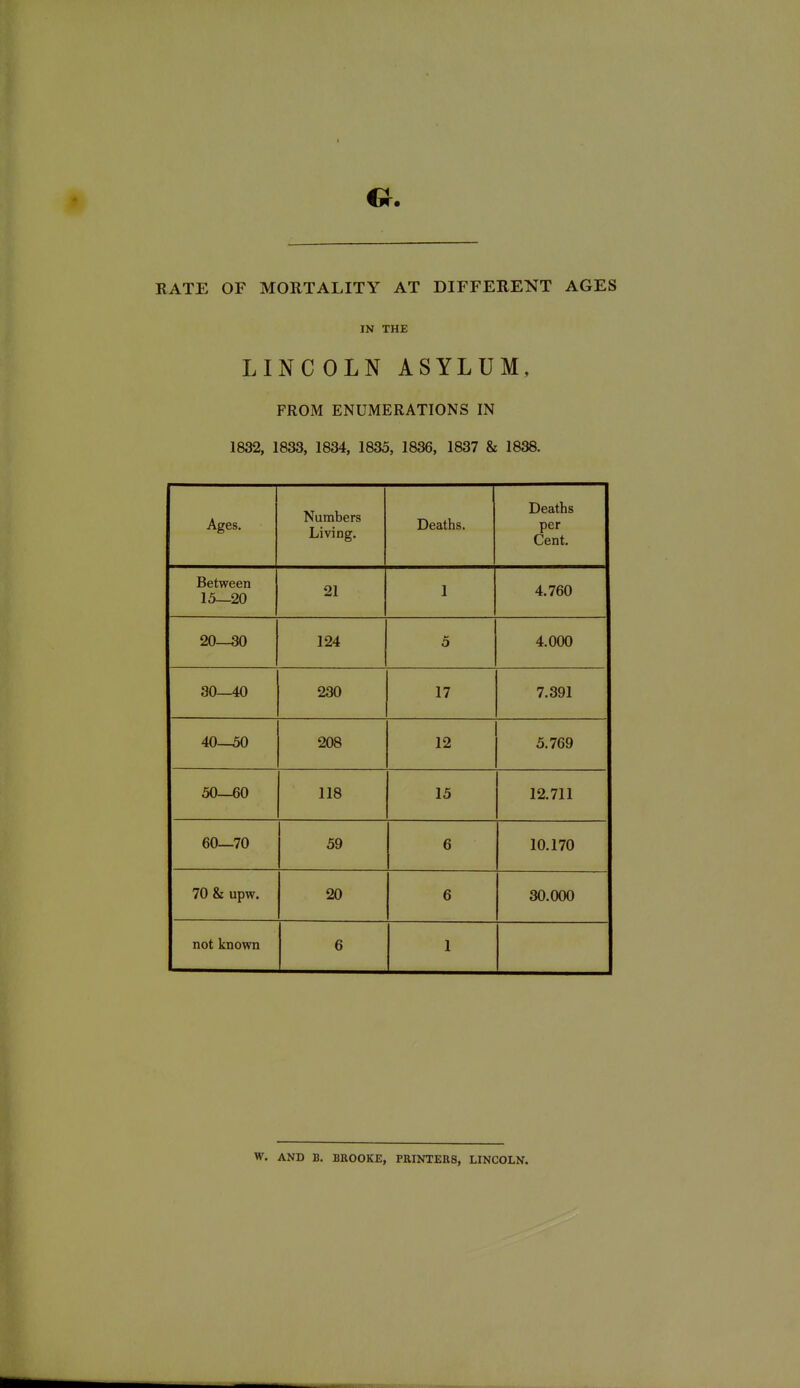 G.
RATE OF MORTALITY AT DIFFERENT AGES
IN THE
LINCOLN ASYLUM,
FROM ENUMERATIONS IN
1832, 1833, 1834, 1835, 1836, 1837 & 1838.
Ages. Numbers Living. Deaths. Deaths per Cent.
Between 15—20 21 1 4.760
20—30 124 5 4.000
30—40 230 17 7.391
40—50 208 12 5.769
50—60 118 15 12.711
60—70 59 6 10.170
70 & upw. 20 6 30.000
not known 6 1
W. AND B. BROOKE, PRINTERS, LINCOLN.